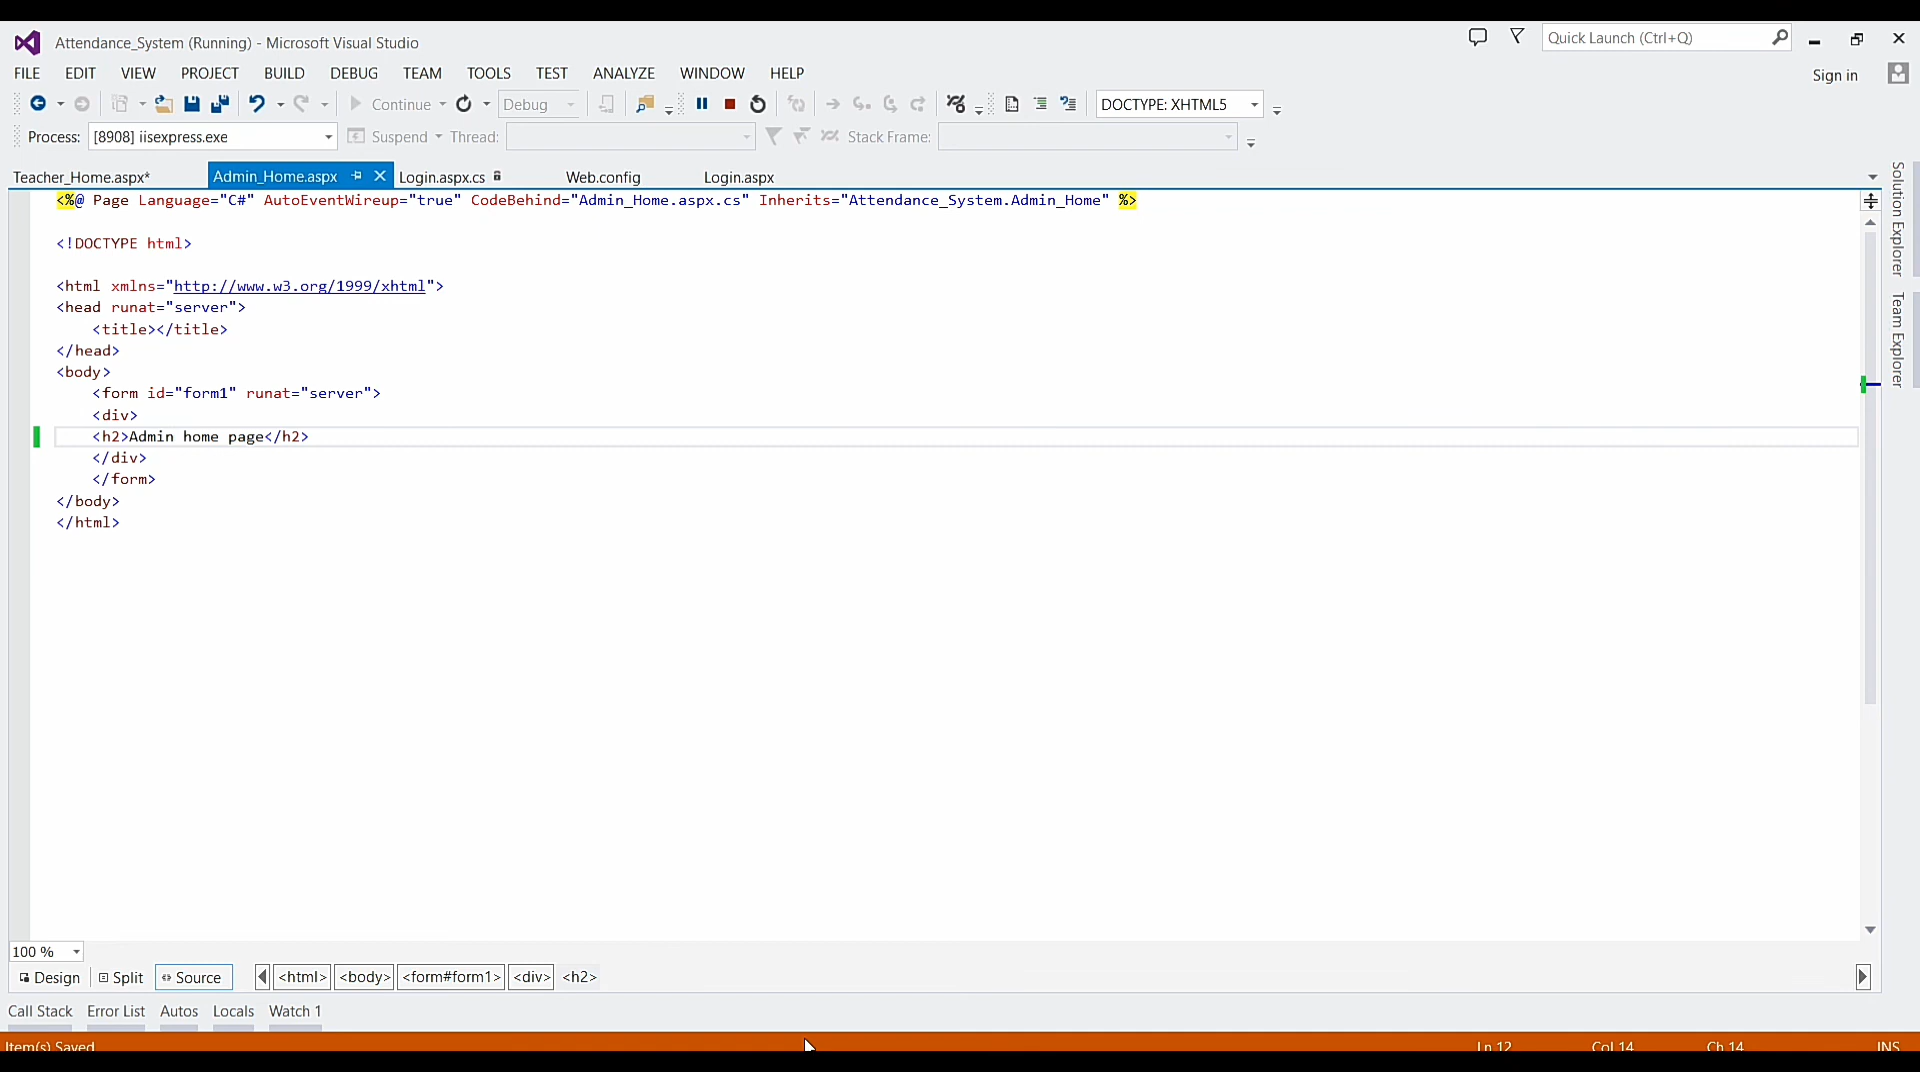 Attendance_System (Running) - Microsoft Visual Studio
Quick Launch (Ctrl+Q)
FILE EDIT VIEW PROJECT BUILD DEBUG TEAM TOOLS TEST ANALYZE WINDOW HELP
Sign in
Continue Debug DOCTYPE: XHTML5
Process: [8908] iisexpress.exe Suspend Thread: Stack Frame:
Teacher_Home.aspx* Admin_Home.aspx Login.aspx.cs Web.config Login.aspx
<%@ Page Language="C#" AutoEventWireup="true" CodeBehind="Admin_Home.aspx.cs" Inherits="Attendance_System.Admin_Home" %>
<!DOCTYPE html>
<html xmlns="http://www.w3.org/1999/xhtml">
<head runat="server">
<title></title>
</head>
<body>
<form id="form1" runat="server">
<div>
<h2>Admin home page</h2>
</div>
</form>
</body>
</html>
Solution Explorer
Team Explorer
100 %
Design Split Source <html> <body> <form#form1> <div> <h2>
Call Stack Error List Autos Locals Watch 1
Item(s) Saved Ln 12 Col 14 Ch 14 INS